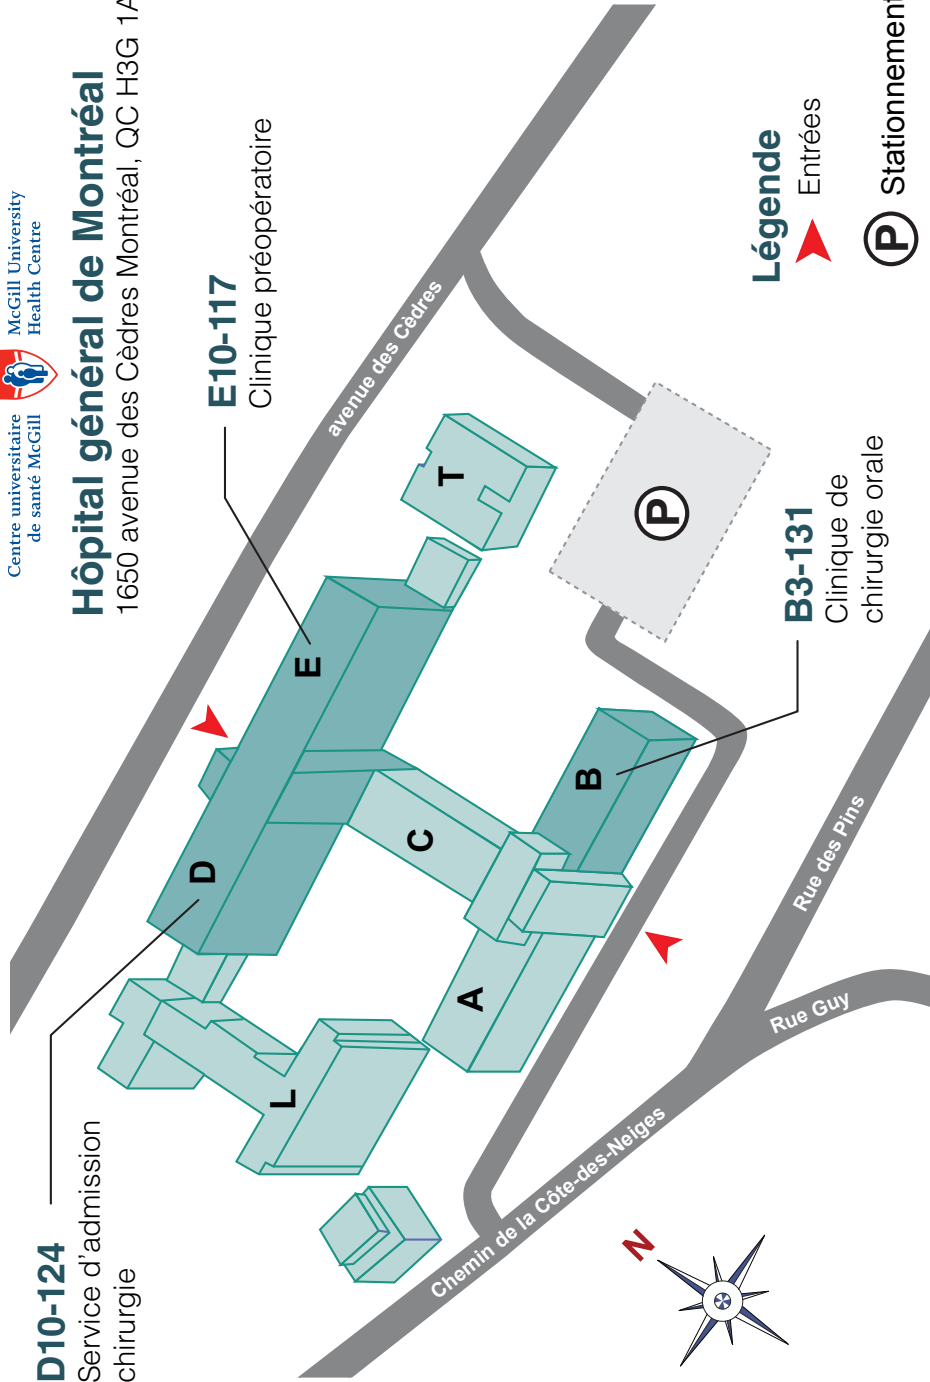 Centre universitaire
de santé McGill
McGill University
Health Centre
Hôpital général de Montréal
1650 avenue des Cèdres Montréal, QC H3G 1A
D10-124
Service d'admission
chirurgie
E10-117
Clinique préopératoire
avenue des Cèdres
L
D
E
T
C
A
B
P
B3-131
Clinique de
chirurgie orale
Chemin de la Côte-des-Neiges
Rue Guy
Rue des Pins
N
Légende
Entrées
P Stationnement